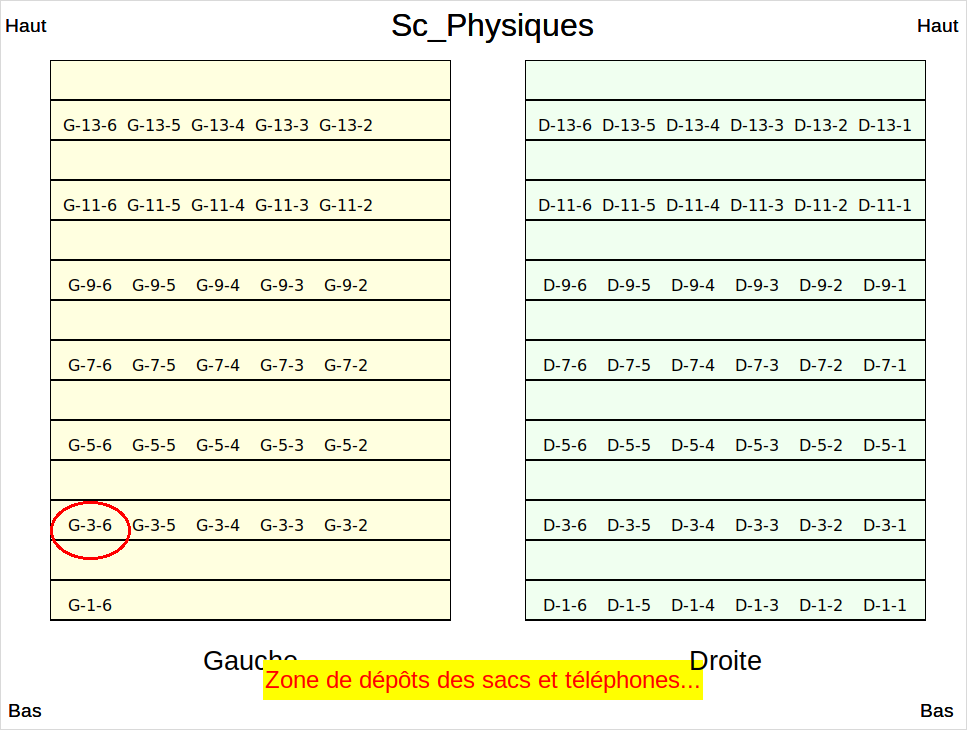 Haut Sc_Physiques Haut
G-13-6 G-13-5 G-13-4 G-13-3 G-13-2 D-13-6 D-13-5 D-13-4 D-13-3 D-13-2 D-13-1
G-11-6 G-11-5 G-11-4 G-11-3 G-11-2 D-11-6 D-11-5 D-11-4 D-11-3 D-11-2 D-11-1
G-9-6 G-9-5 G-9-4 G-9-3 G-9-2 D-9-6 D-9-5 D-9-4 D-9-3 D-9-2 D-9-1
G-7-6 G-7-5 G-7-4 G-7-3 G-7-2 D-7-6 D-7-5 D-7-4 D-7-3 D-7-2 D-7-1
G-5-6 G-5-5 G-5-4 G-5-3 G-5-2 D-5-6 D-5-5 D-5-4 D-5-3 D-5-2 D-5-1
G-3-6 G-3-5 G-3-4 G-3-3 G-3-2 D-3-6 D-3-5 D-3-4 D-3-3 D-3-2 D-3-1
G-1-6 D-1-6 D-1-5 D-1-4 D-1-3 D-1-2 D-1-1
Gauche Droite
Zone de dépôts des sacs et téléphones...
Bas Bas